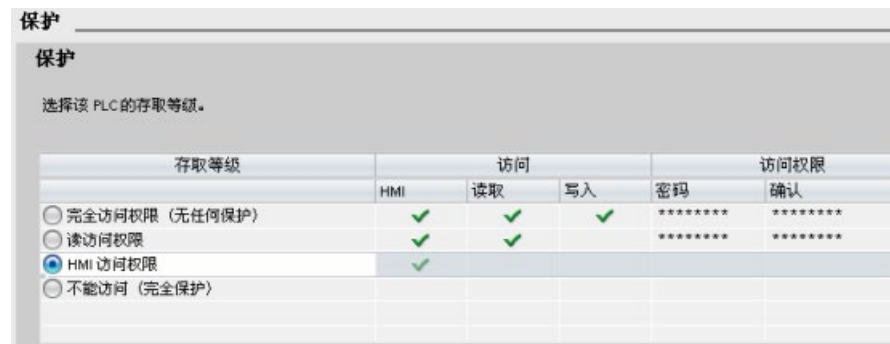 保护
保护
选择该 PLC的存取等级。
存取等级 访问 访问权限
HMI 读取 写入 密码 确认
完全访问权限（无任何保护） ******** ********
读访问权限 ******** ********
HMI 访问权限
不能访问（完全保护）